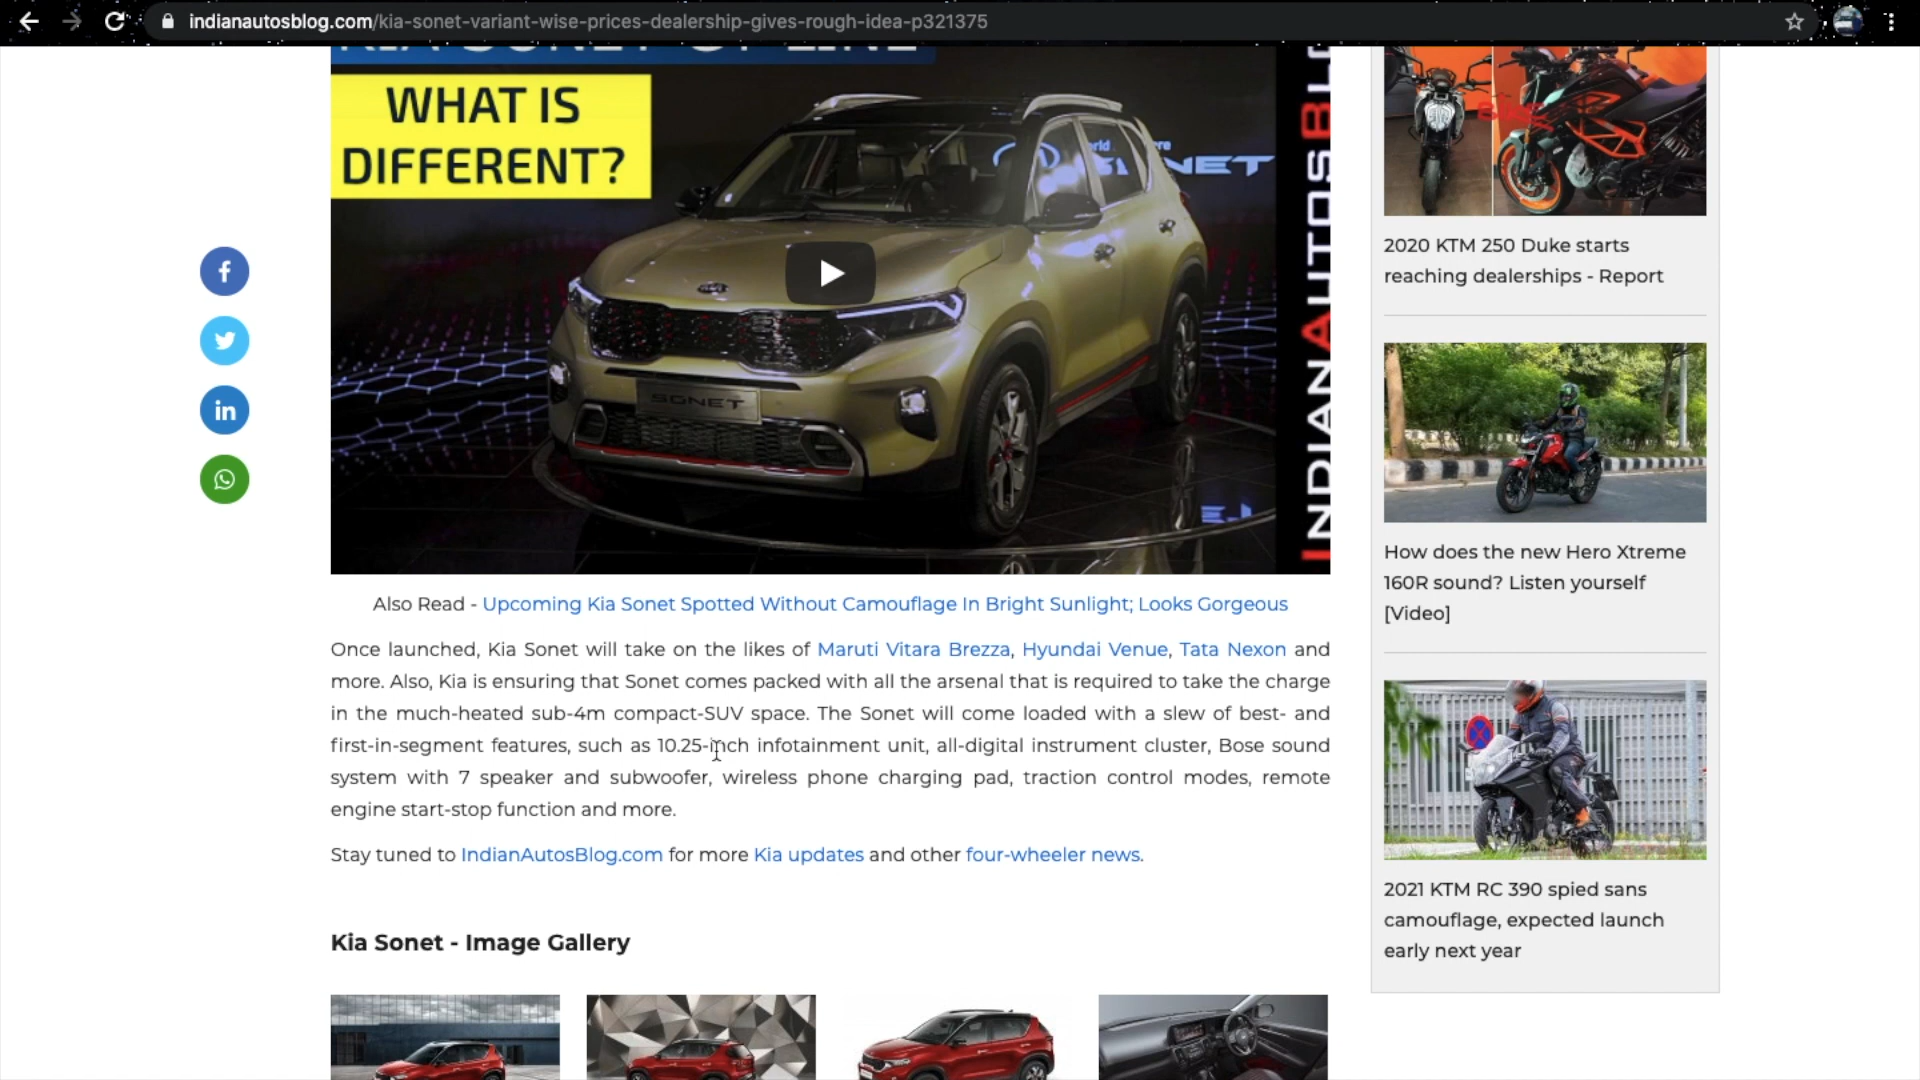 indianautosblog.com/kia-sonet-variant-wise-prices-dealership-gives-rough-idea-p321375
WHAT IS
DIFFERENT?
SONET
INDIANAUTOSBL
Also Read - Upcoming Kia Sonet Spotted Without Camouflage In Bright Sunlight; Looks Gorgeous
Once launched, Kia Sonet will take on the likes of Maruti Vitara Brezza, Hyundai Venue, Tata Nexon and
more. Also, Kia is ensuring that Sonet comes packed with all the arsenal that is required to take the charge
in the much-heated sub-4m compact-SUV space. The Sonet will come loaded with a slew of best- and
first-in-segment features, such as 10.25-inch infotainment unit, all-digital instrument cluster, Bose sound
system with 7 speaker and subwoofer, wireless phone charging pad, traction control modes, remote
engine start-stop function and more.
Stay tuned to IndianAutosBlog.com for more Kia updates and other four-wheeler news.
Kia Sonet - Image Gallery
2020 KTM 250 Duke starts
reaching dealerships - Report
How does the new Hero Xtreme
160R sound? Listen yourself
[Video]
2021 KTM RC 390 spied sans
camouflage, expected launch
early next year